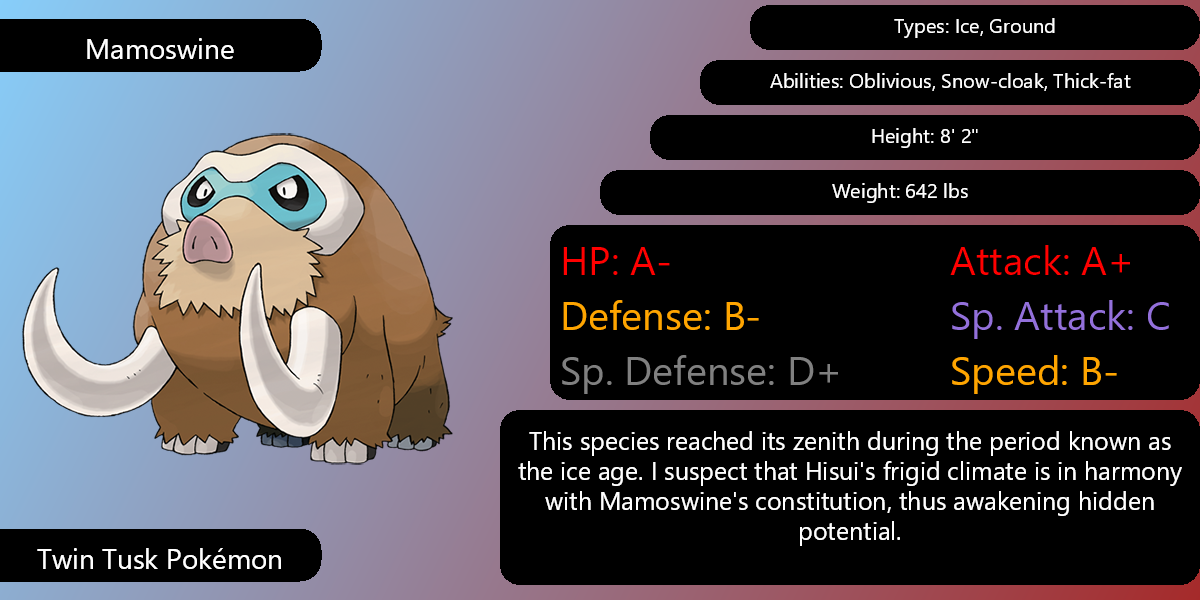 Mamoswine
Types: Ice, Ground
Abilities: Oblivious, Snow-cloak, Thick-fat
Height: 8' 2"
Weight: 642 lbs
HP: A- Attack: A+
Defense: B- Sp. Attack: C
Sp. Defense: D+ Speed: B-
This species reached its zenith during the period known as
the ice age. I suspect that Hisui's frigid climate is in harmony
with Mamoswine's constitution, thus awakening hidden
potential.
Twin Tusk Pokémon